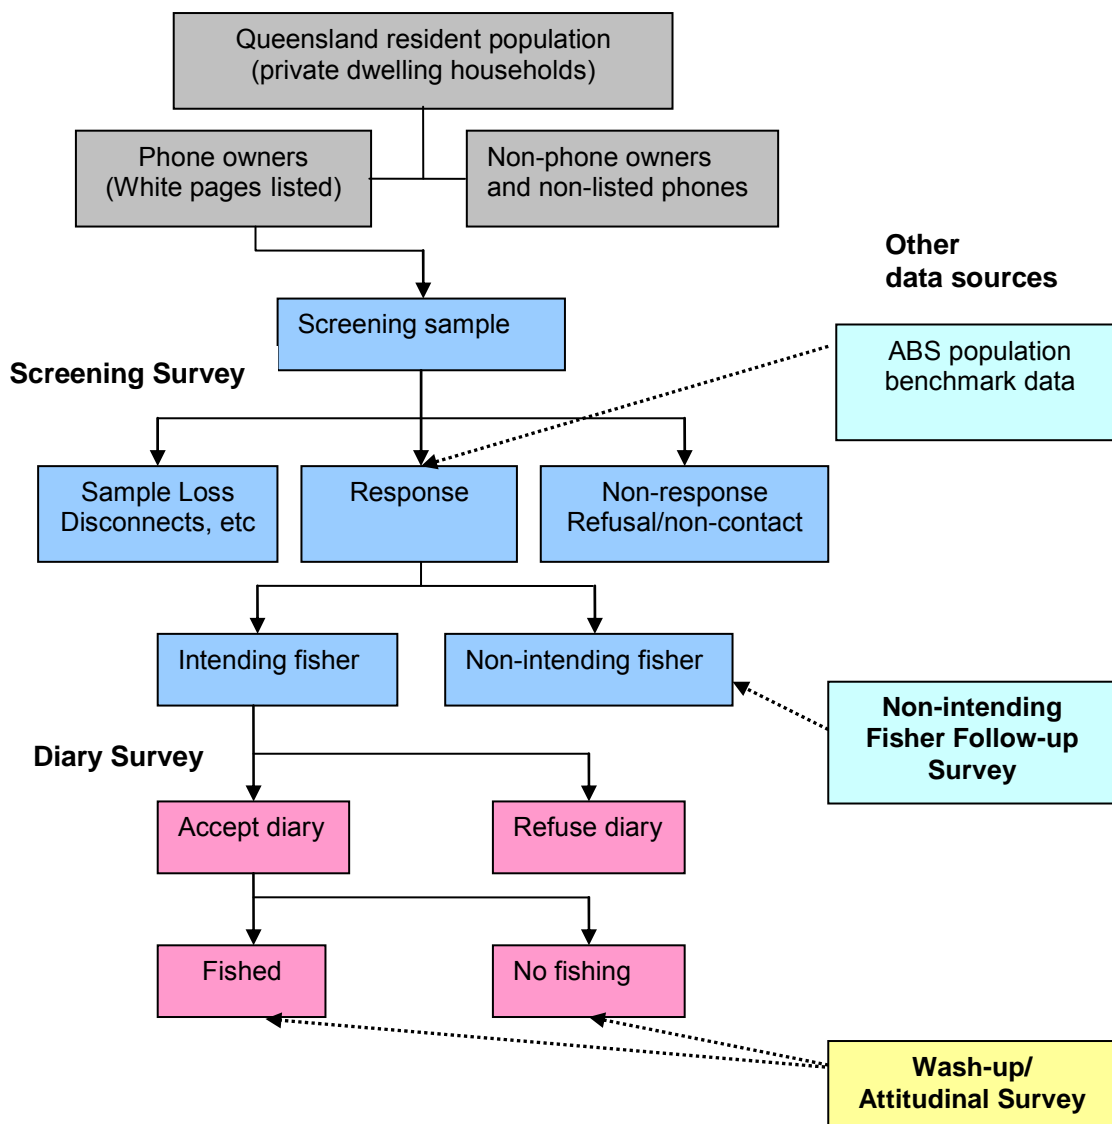 Queensland resident population
(private dwelling households)
Phone owners
(White pages listed)
Non-phone owners
and non-listed phones
Other
data sources
Screening sample
ABS population
benchmark data
Screening Survey
Sample Loss
Disconnects, etc
Response
Non-response
Refusal/non-contact
Intending fisher
Non-intending fisher
Non-intending
Fisher Follow-up
Survey
Diary Survey
Accept diary
Refuse diary
Fished
No fishing
Wash-up/
Attitudinal Survey